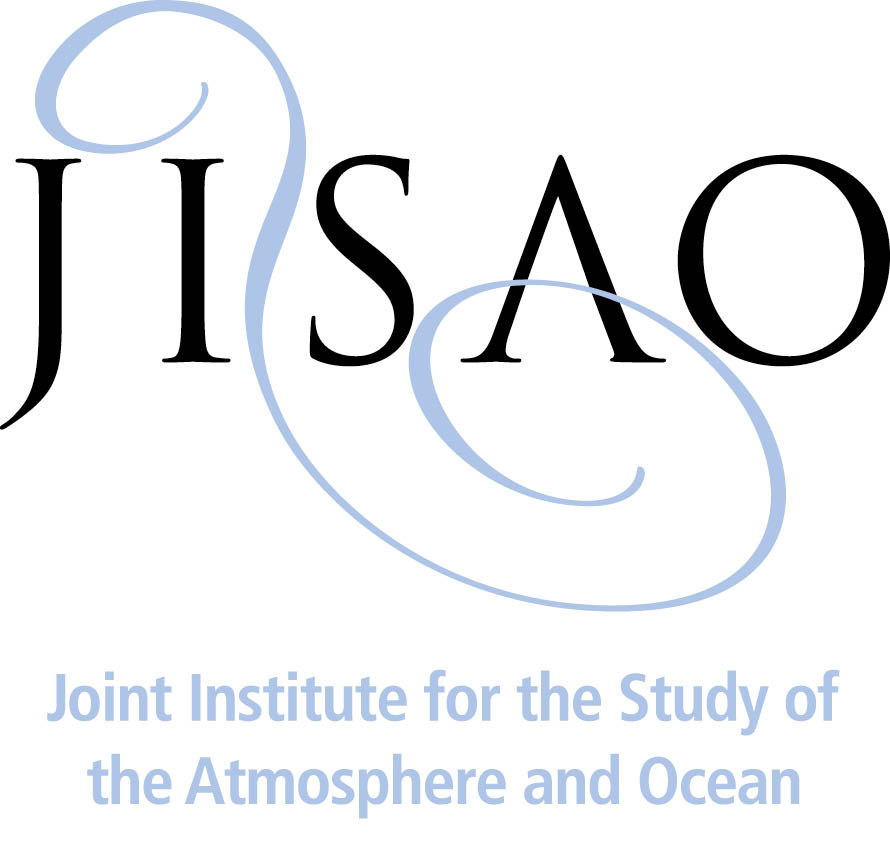 JISAO
Joint Institute for the Study of
the Atmosphere and Ocean